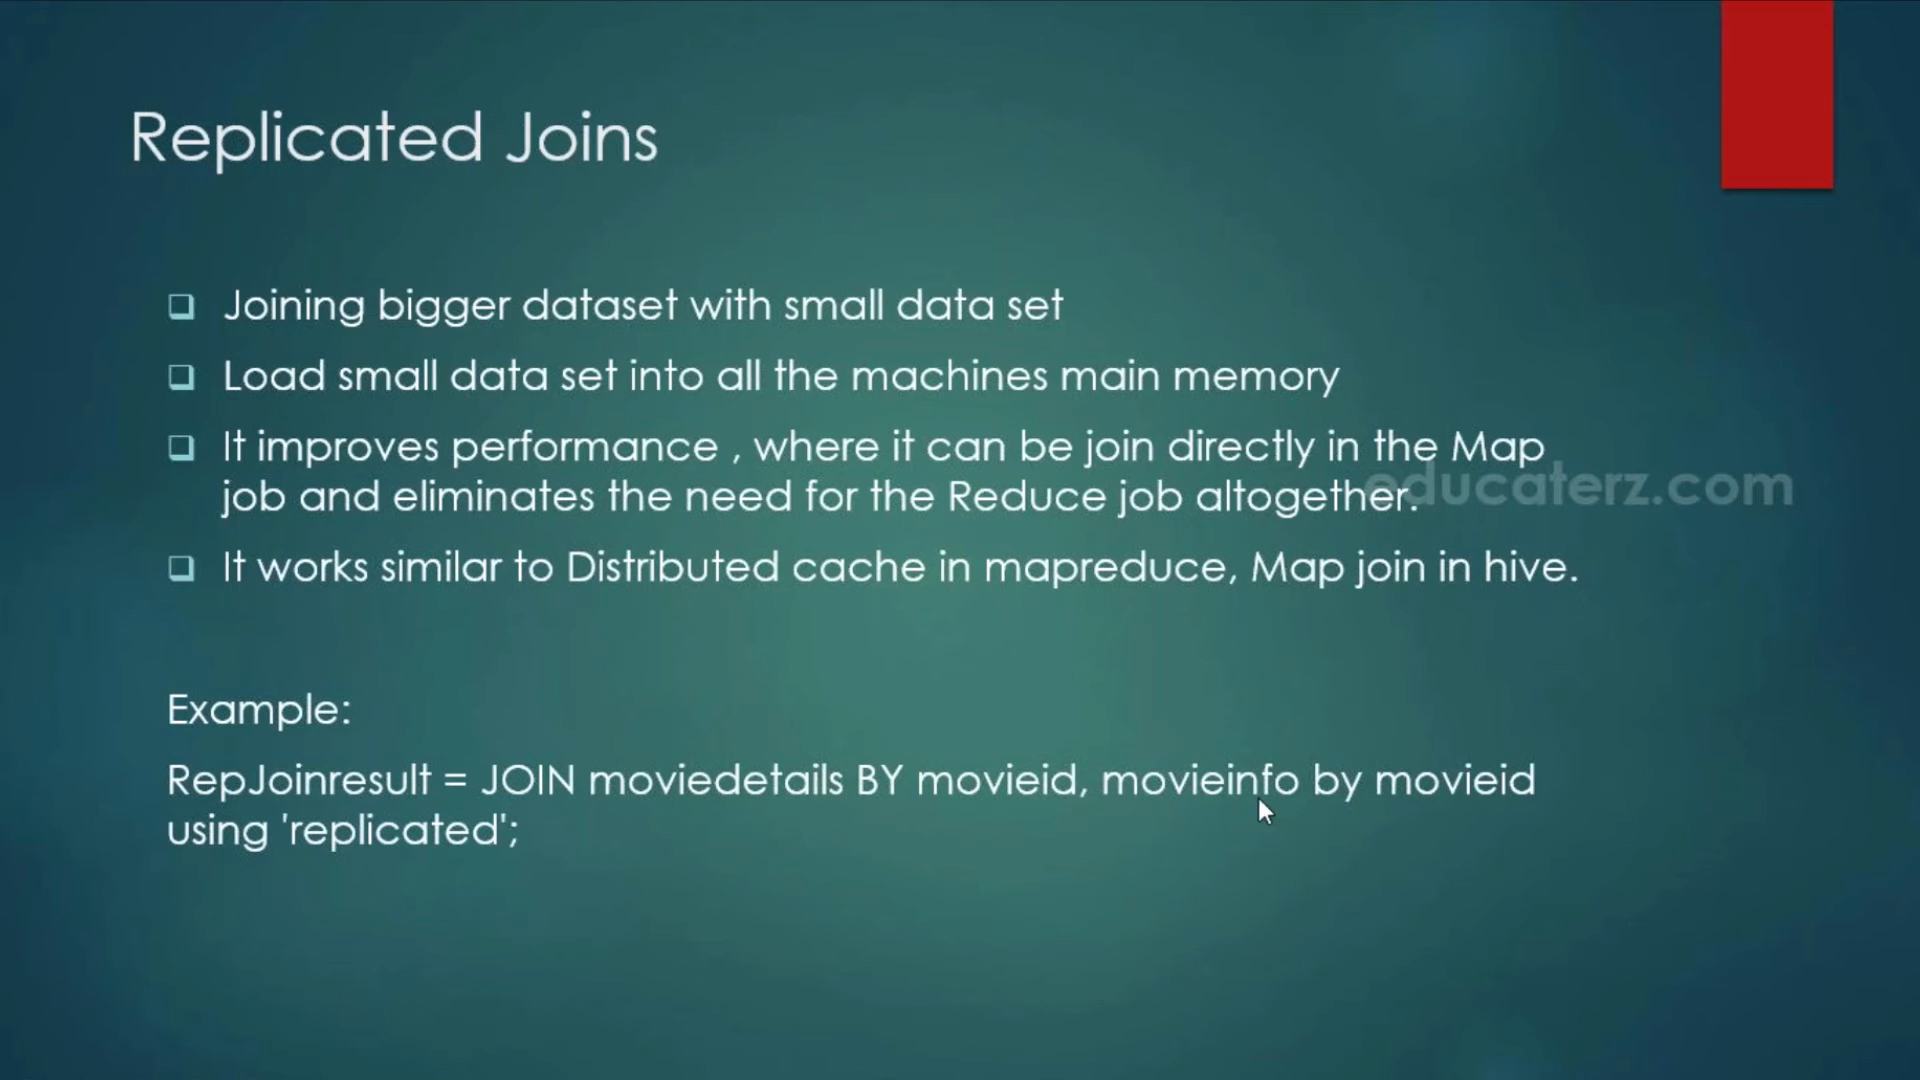 Replicated Joins
Joining bigger dataset with small data set
Load small data set into all the machines main memory
It improves performance , where it can be join directly in the Map
job and eliminates the need for the Reduce job altogether.
educaterz.com
It works similar to Distributed cache in mapreduce, Map join in hive.
Example:
RepJoinresult = JOIN moviedetails BY movieid, movieinfo by movieid
using 'replicated';